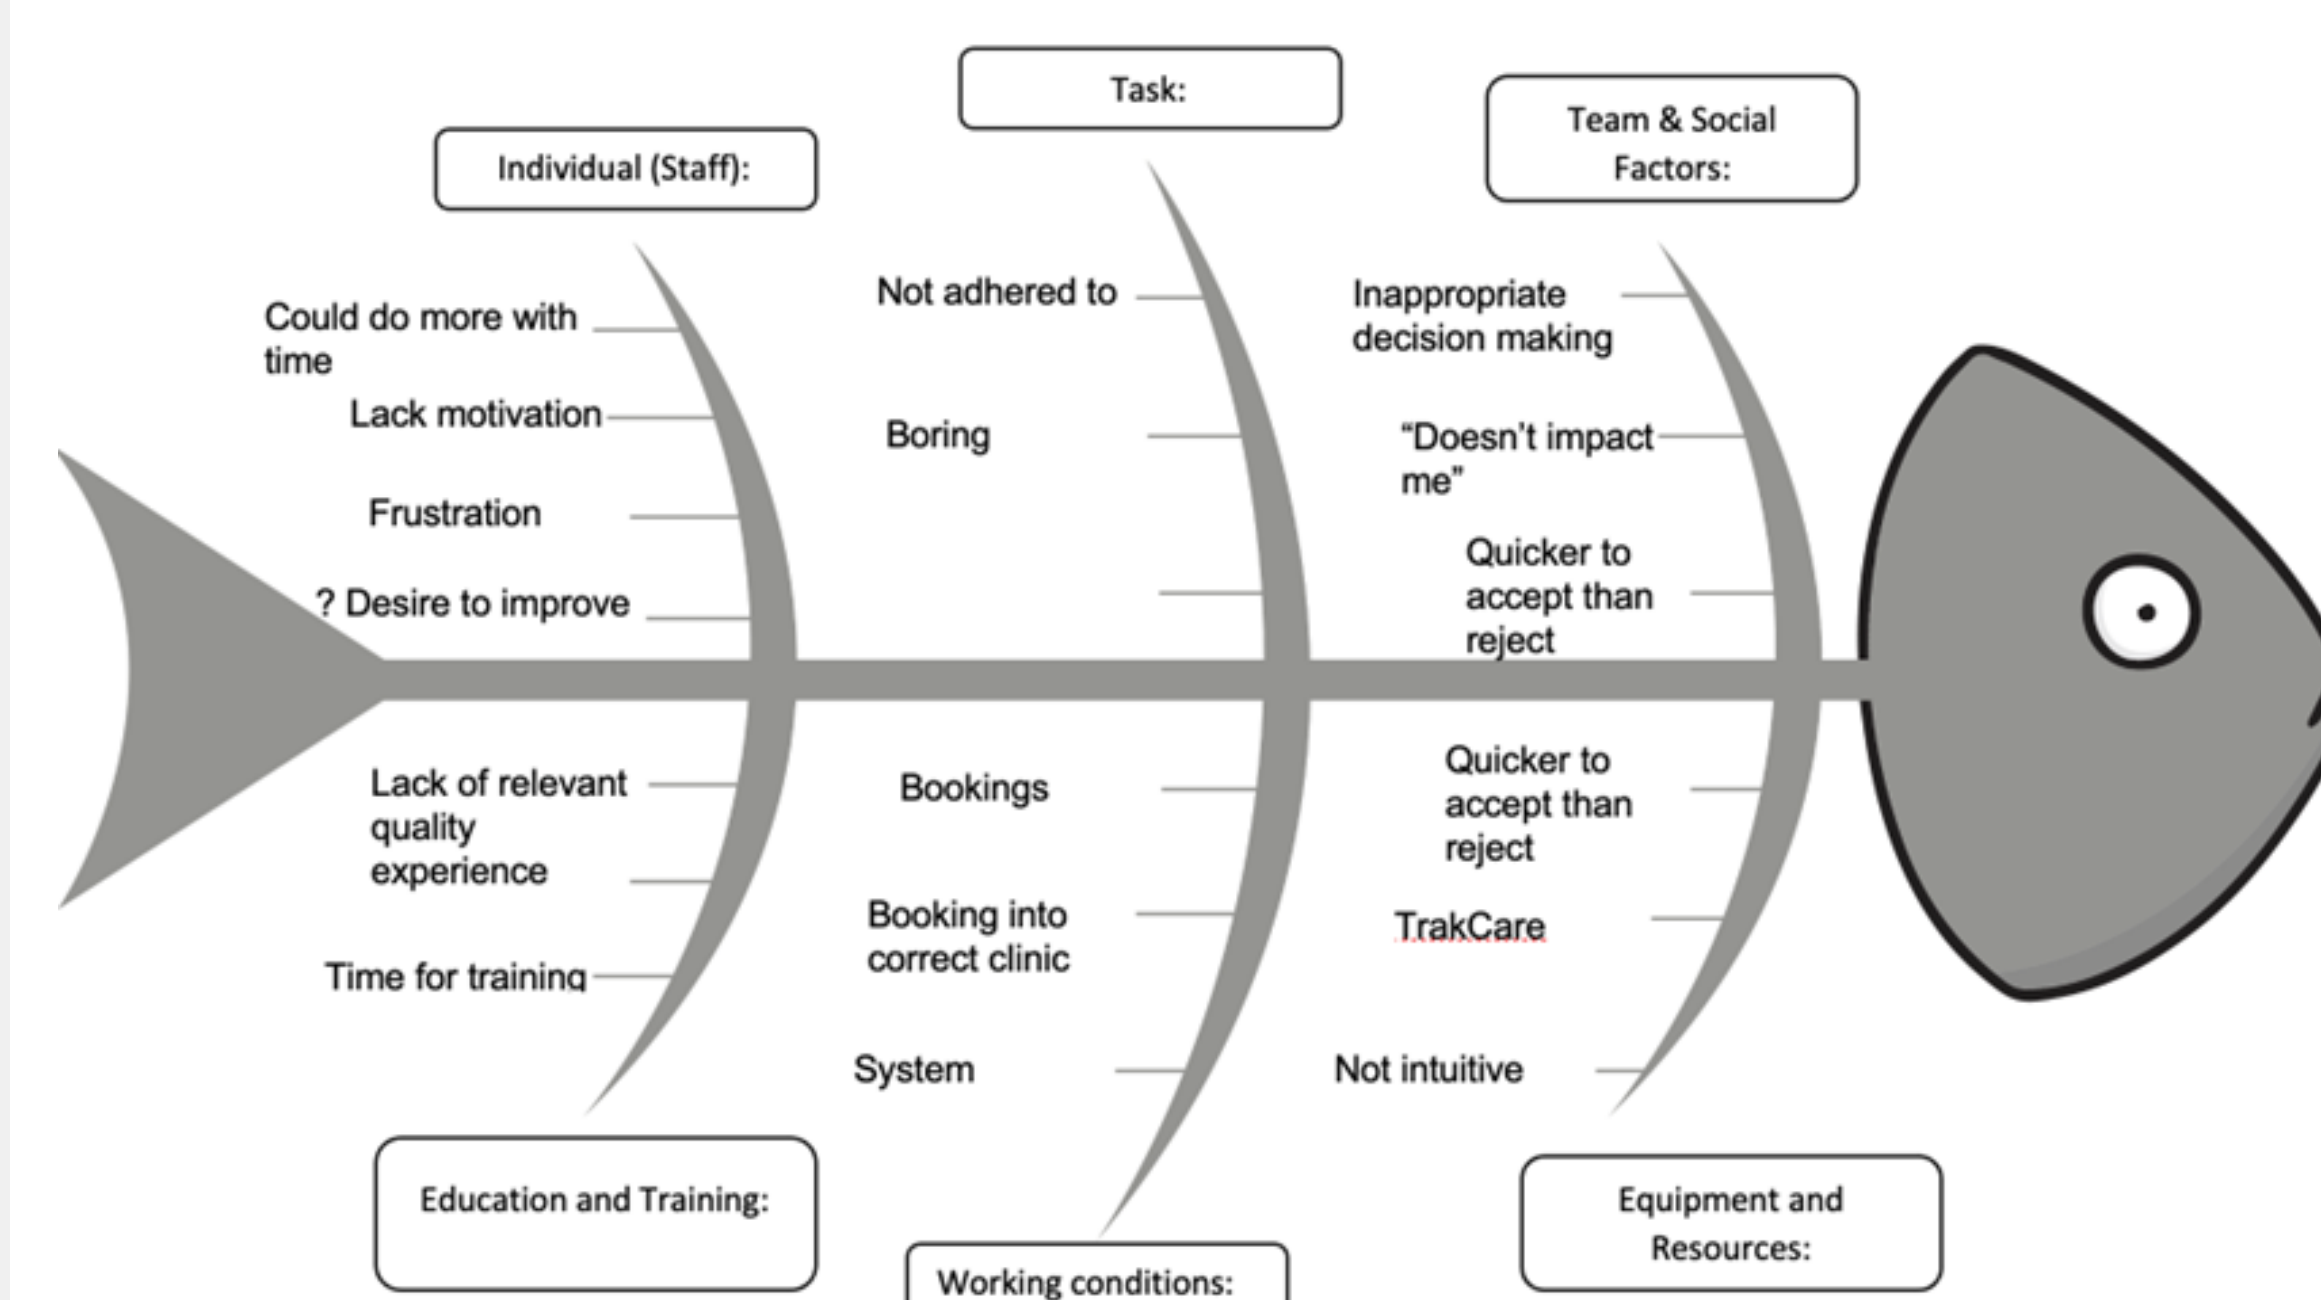 Task:
Team & Social
Factors:
Individual (Staff):
Could do more with
time
Lack motivation
Frustration
? Desire to improve
Not adhered to
Boring
Inappropriate
decision making
“Doesn’t impact
me”
Quicker to
accept than
reject
Lack of relevant
quality
experience
Time for training
Bookings
Booking into
correct clinic
System
Quicker to
accept than
reject
TrakCare
Not intuitive
Education and Training:
Working conditions:
Equipment and
Resources: